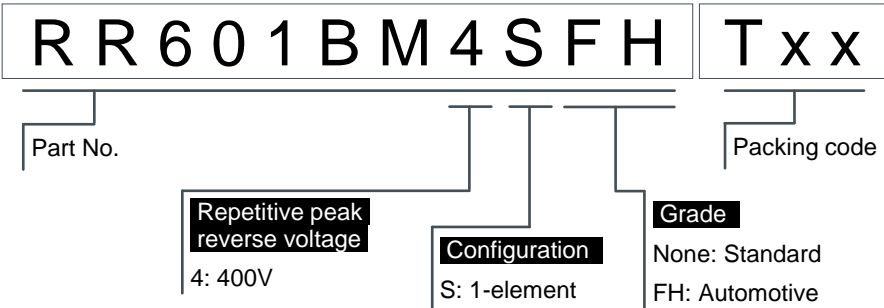 RR601BM4SFH Txx
Part No.
Packing code
Repetitive peak
reverse voltage
4: 400V
Configuration
S: 1-element
Grade
None: Standard
FH: Automotive